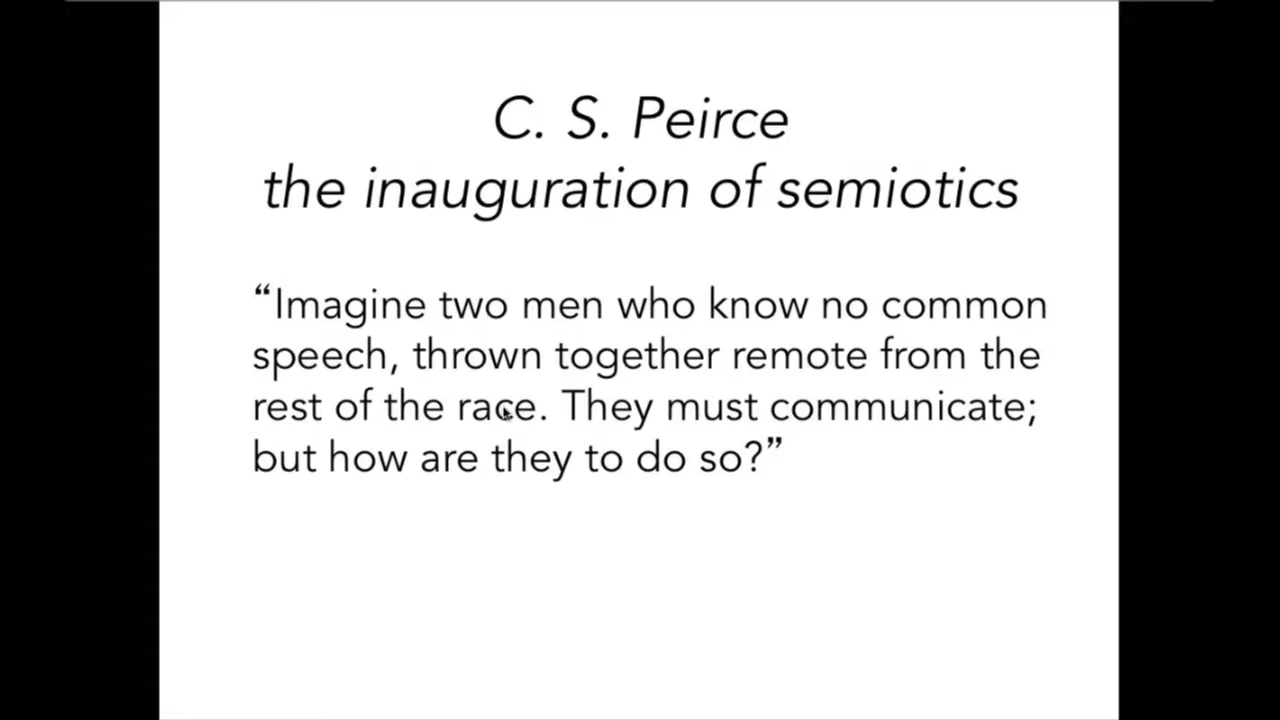 C. S. Peirce
the inauguration of semiotics
“Imagine two men who know no common
speech, thrown together remote from the
rest of the race. They must communicate;
but how are they to do so?”